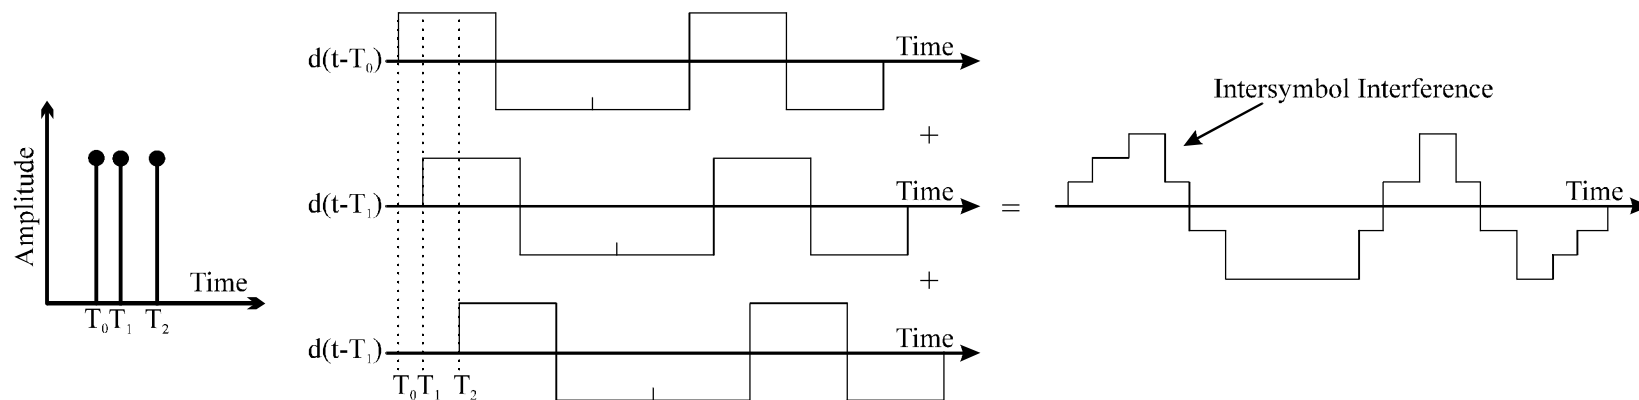 Amplitude
Time
T₀ T₁ T₂
d(t-T₀)
Time
+
d(t-T₁)
Time
+
d(t-T₁)
Time
T₀ T₁ T₂
=
Intersymbol Interference
Time